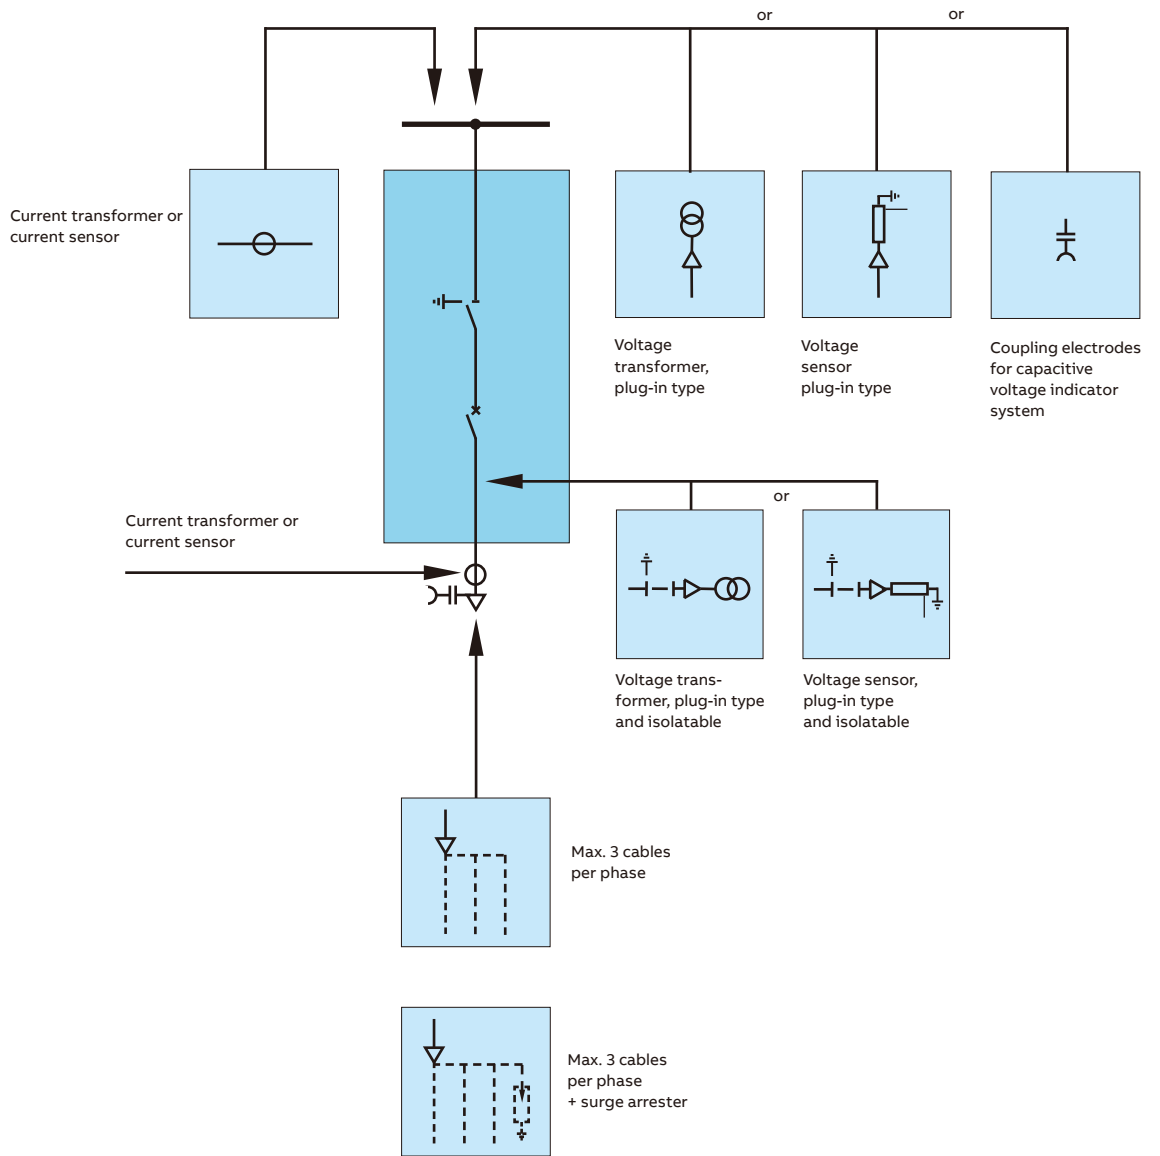 or
or
Current transformer or
current sensor
Voltage
transformer,
plug-in type
Voltage
sensor
plug-in type
Coupling electrodes
for capacitive
voltage indicator
system
or
Current transformer or
current sensor
Voltage trans-
former, plug-in type
and isolatable
Voltage sensor,
plug-in type
and isolatable
Max. 3 cables
per phase
Max. 3 cables
per phase
+ surge arrester